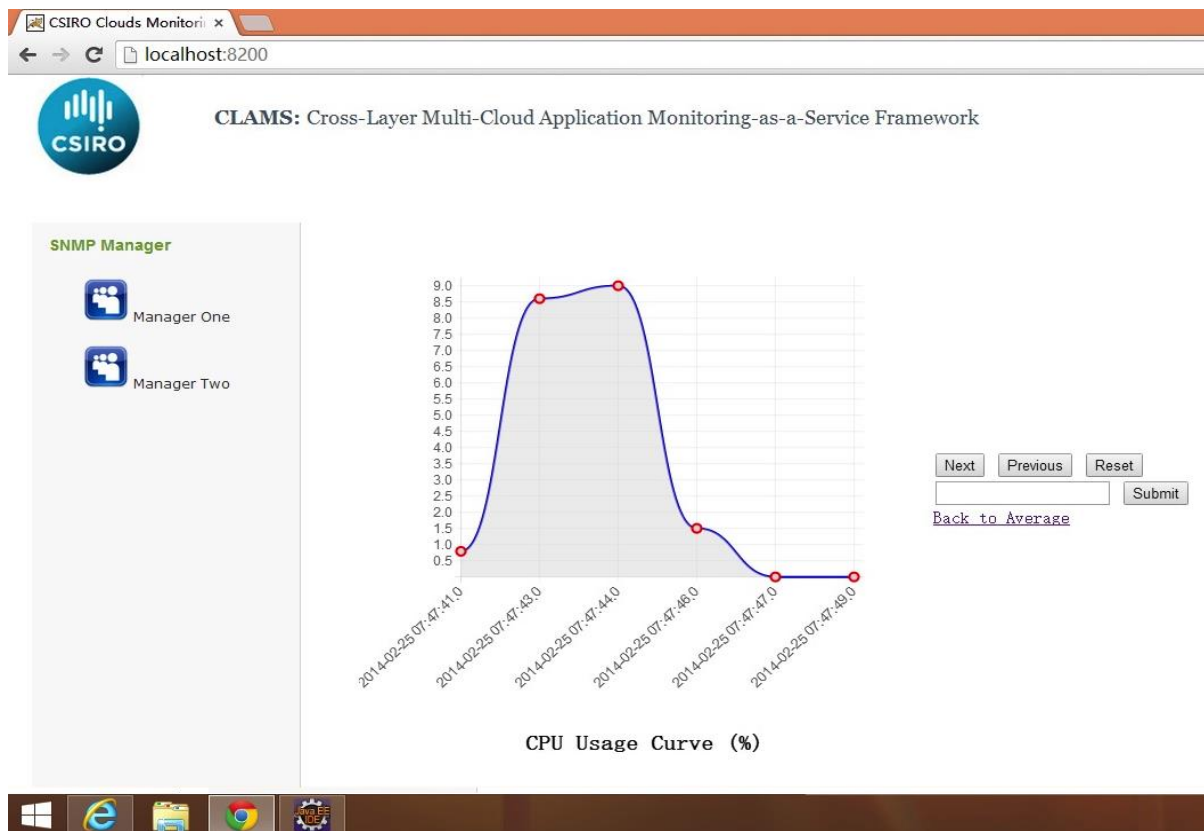 CSIRO Clouds Monitori
localhost:8200
CSIRO
CLAMS: Cross-Layer Multi-Cloud Application Monitoring-as-a-Service Framework
SNMP Manager
Manager One
Manager Two
9.0
8.5
8.0
7.5
7.0
6.5
6.0
5.5
5.0
4.5
4.0
3.5
3.0
2.5
2.0
1.5
1.0
0.5
2014-02-25 07:47:41.0
2014-02-25 07:47:43.0
2014-02-25 07:47:44.0
2014-02-25 07:47:46.0
2014-02-25 07:47:47.0
2014-02-25 07:47:49.0
CPU Usage Curve (%)
Next Previous Reset
Submit
Back to Average
Java EE
IDE